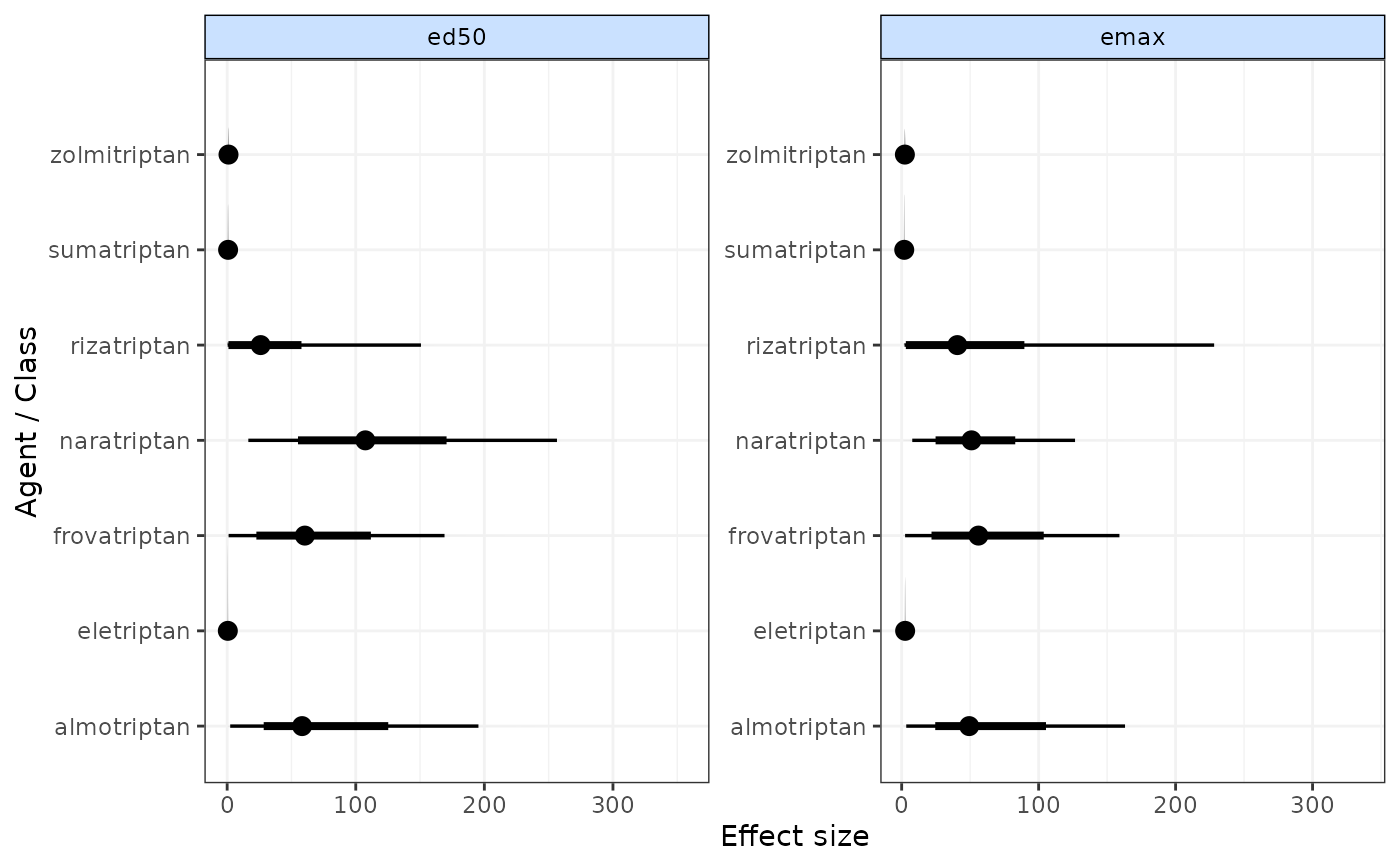 ed50
emax
Agent / Class
zolmitriptan
sumatriptan
rizatriptan
naratriptan
frovatriptan
eletriptan
almotriptan
zolmitriptan
sumatriptan
rizatriptan
naratriptan
frovatriptan
eletriptan
almotriptan
0 100 200 300
0 100 200 300
Effect size